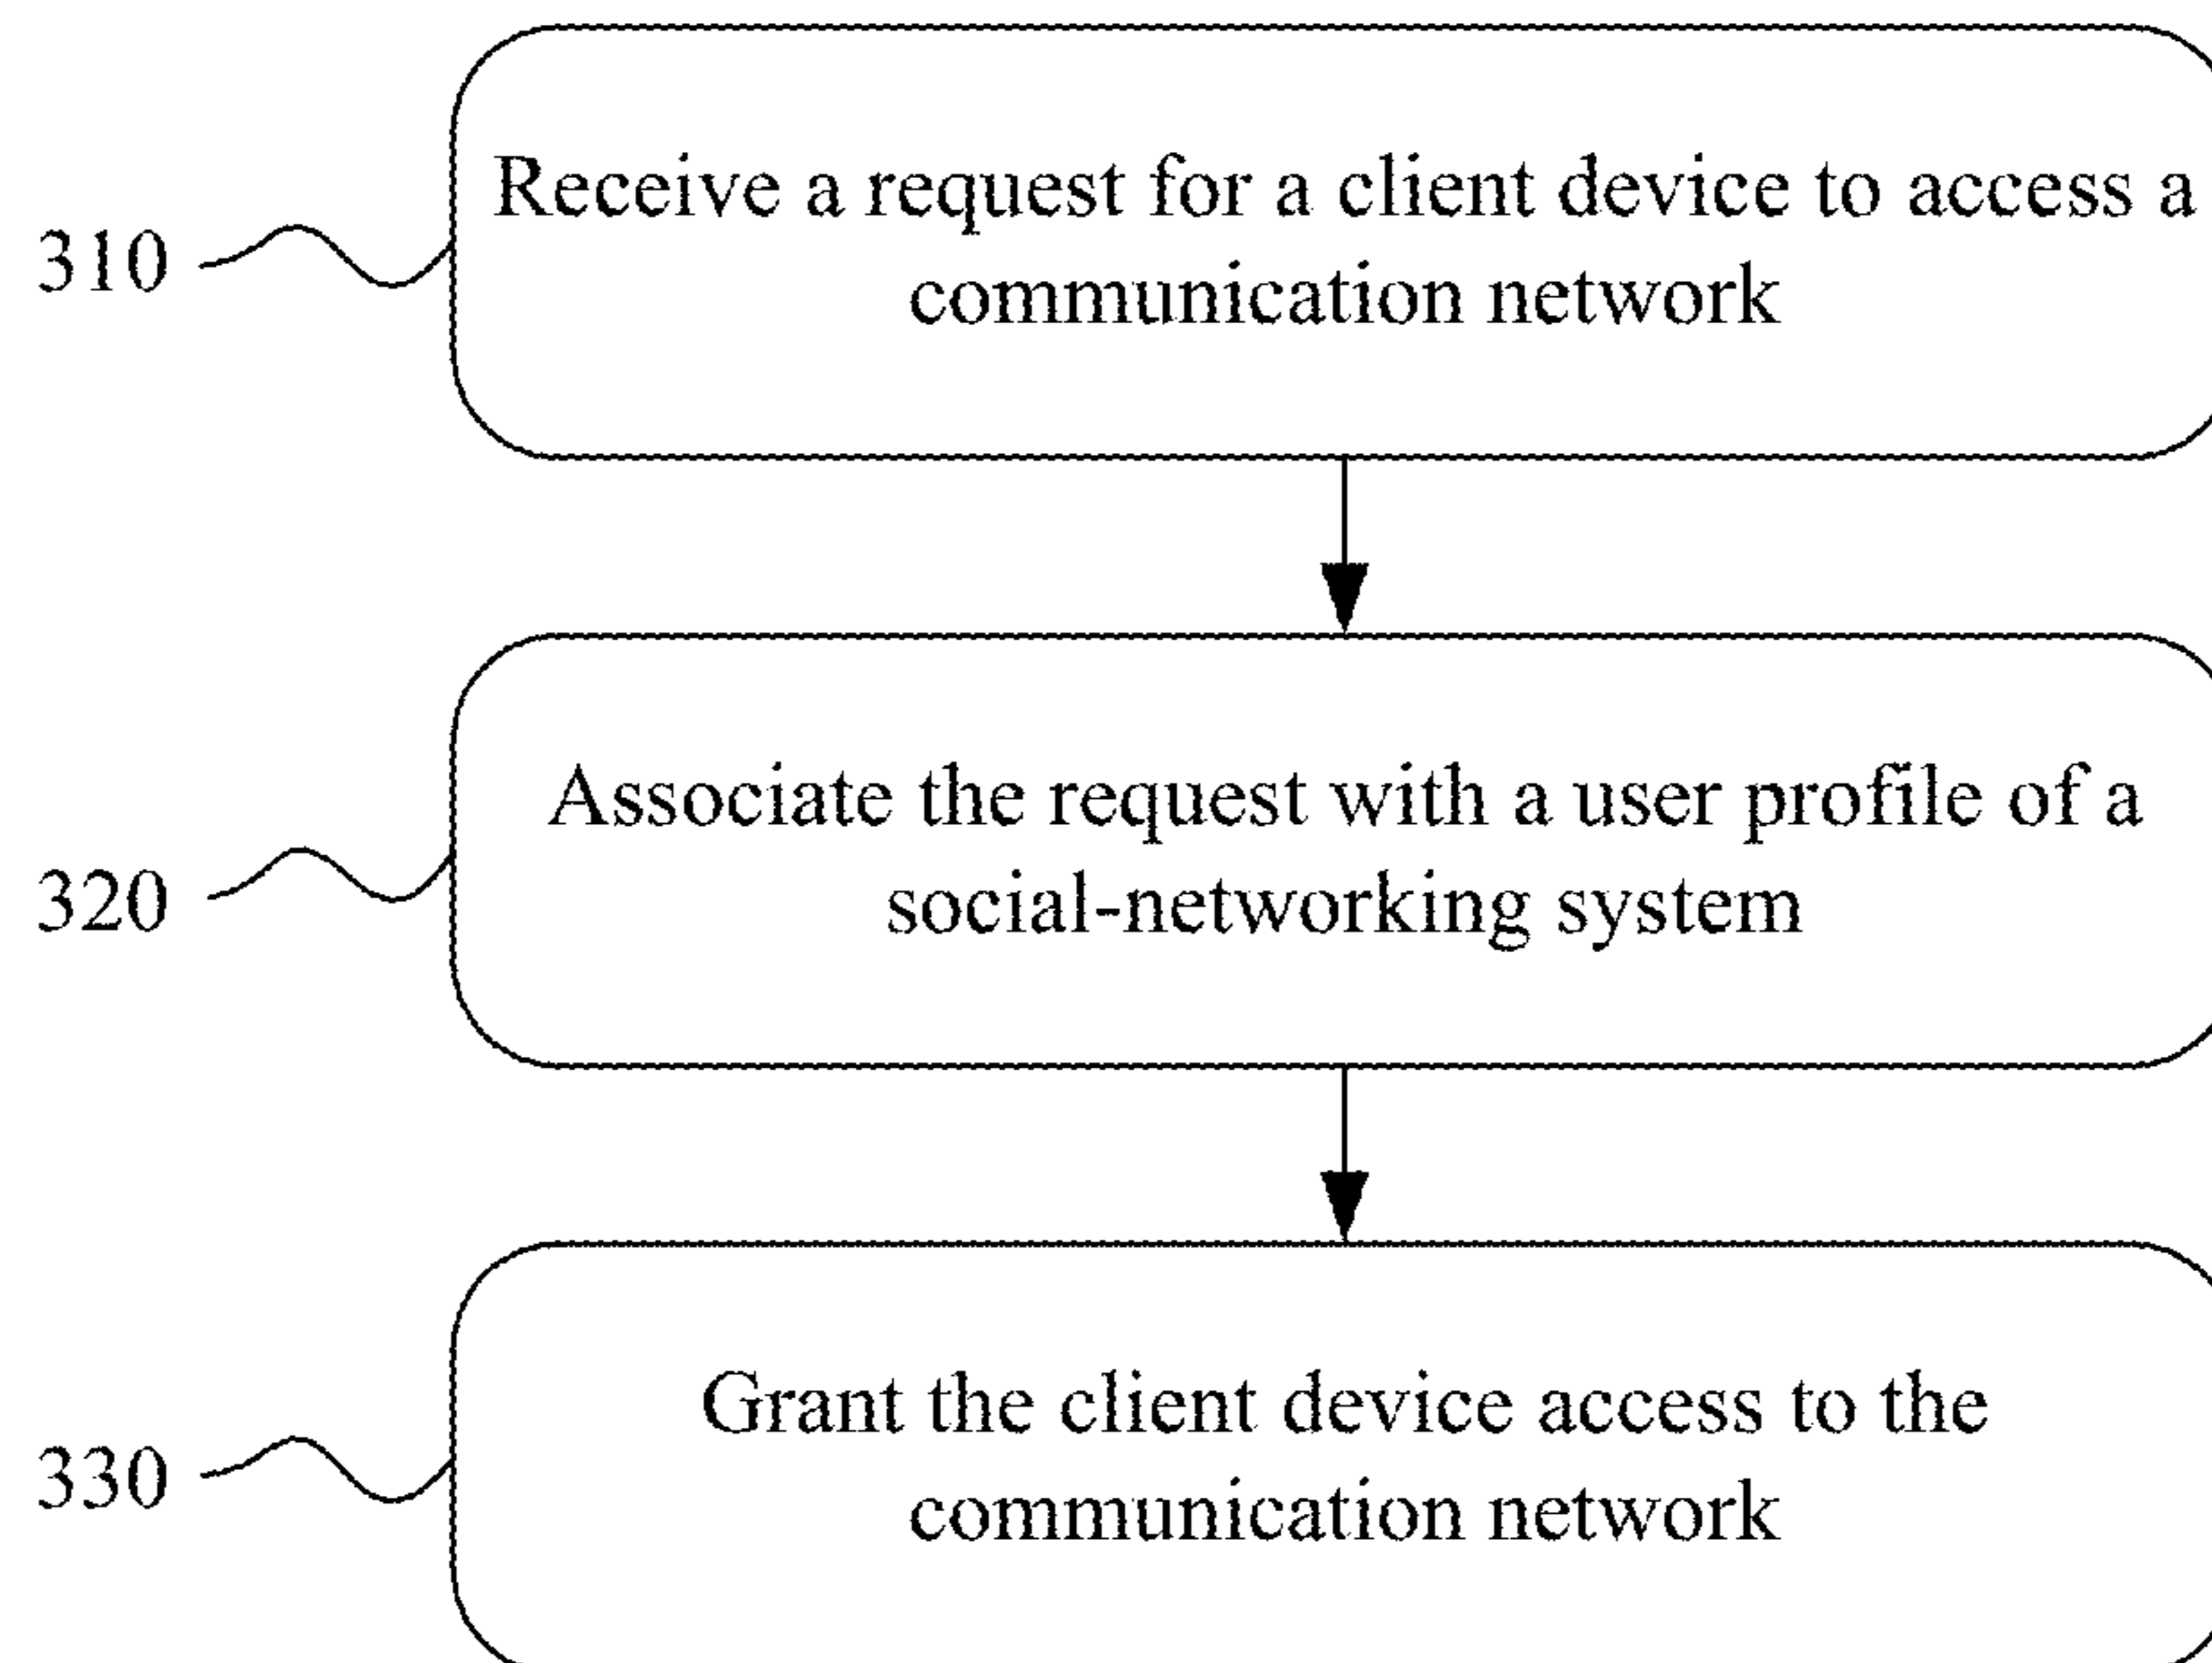 Receive a request for a client device to access a
communication network
310
Associate the request with a user profile of a
social-networking system
320
Grant the client device access to the
communication network
330